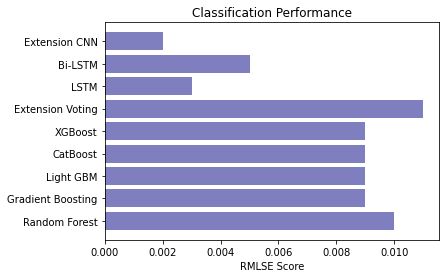 Classification Performance
Extension CNN
Bi-LSTM
LSTM
Extension Voting
XGBoost
CatBoost
Light GBM
Gradient Boosting
Random Forest
0.000 0.002 0.004 0.006 0.008 0.010
RMLSE Score